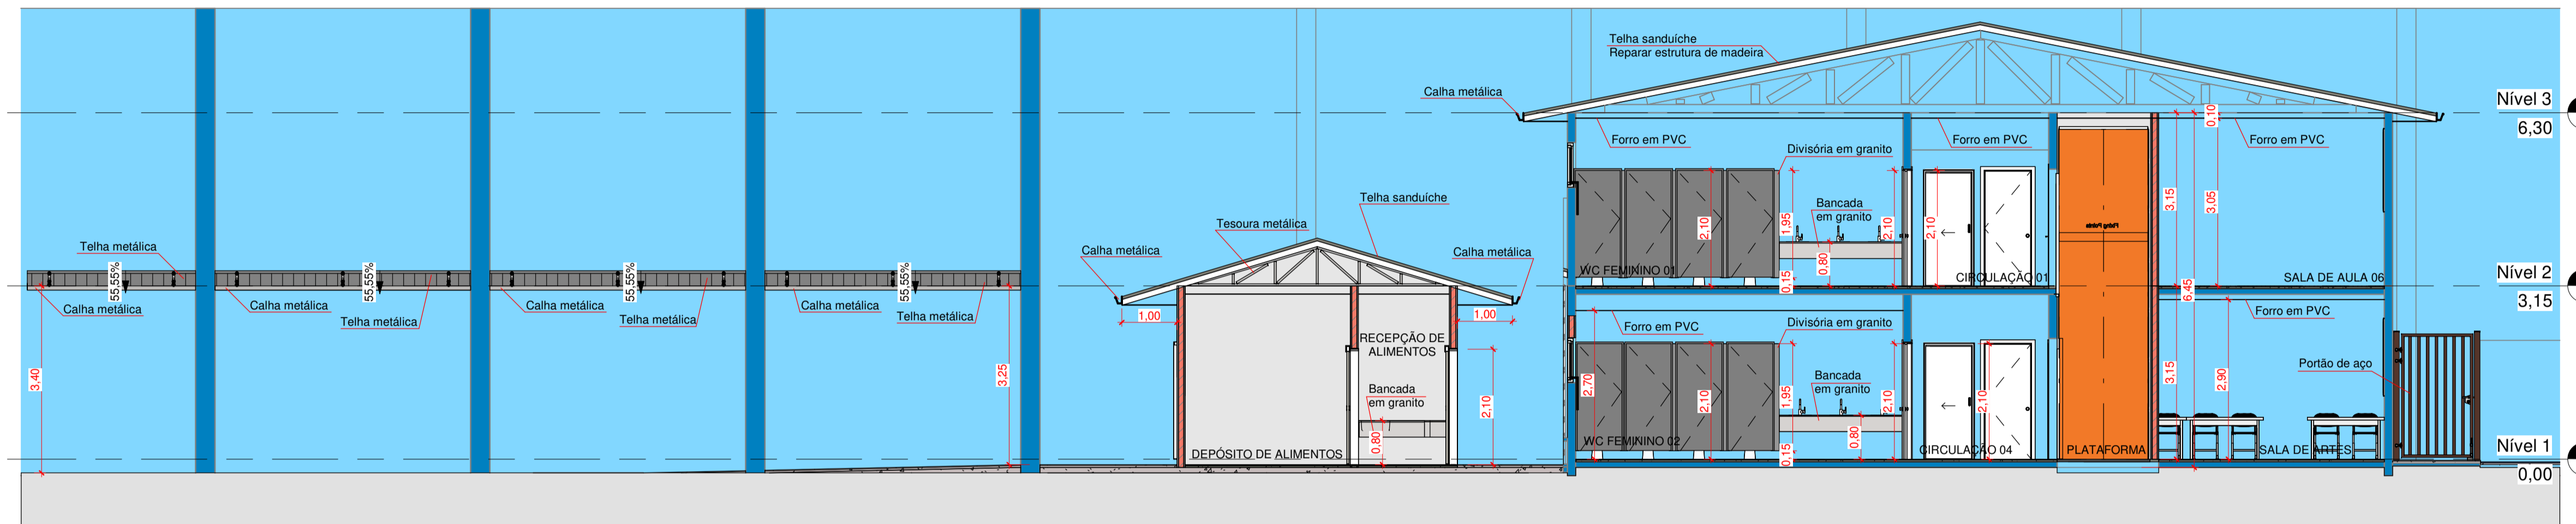 Telha sanduíche
Reparar estrutura de madeira
Calha metálica
Nível 3
6,30
0,10
Forro em PVC
Forro em PVC
Forro em PVC
Divisória em granito
Telha sanduíche
Tesoura metálica
Bancada
em granito
2,10
1,95
2,10
2,10
3,15
3,05
0,80
0,15
Fixing Points
Telha metálica
Calha metálica
Calha metálica
WC FEMININO 01
CIRCULAÇÃO 01
SALA DE AULA 06
Nível 2
3,15
55,55%
55,55%
55,55%
55,55%
6,45
Calha metálica
Calha metálica
Calha metálica
Calha metálica
Telha metálica
Telha metálica
Telha metálica
1,00
1,00
Forro em PVC
Divisória em granito
Forro em PVC
RECEPÇÃO DE
ALIMENTOS
Portão de aço
3,40
3,25
Bancada
em granito
2,10
0,80
2,70
2,10
1,95
Bancada
em granito
2,10
2,10
3,15
2,90
0,80
0,15
WC FEMININO 02
DEPÓSITO DE ALIMENTOS
CIRCULAÇÃO 04
PLATAFORMA
SALA DE ARTES
Nível 1
0,00